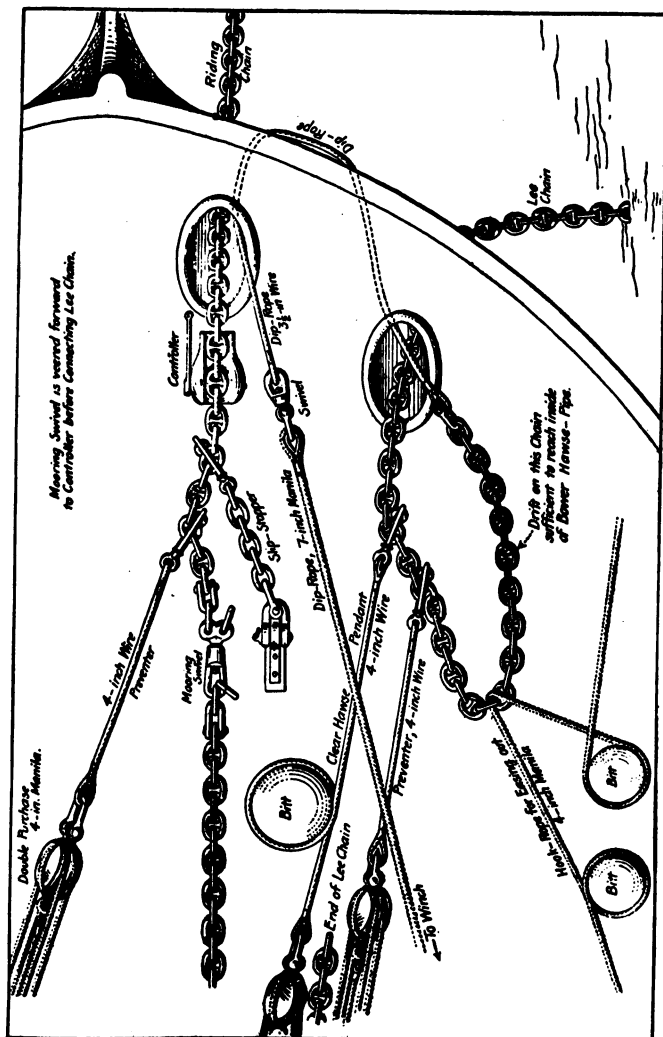 Mooring Swivel is veered forward
to Controller before Connecting Lee Chain.
Riding
Chain
Dip-Rope
Lee
Chain
Controller
Dip-Rope
3½-in Wire
Swivel
Slip-Stopper
Dip-Rope, 7-inch Manila
Drift on this Chain
sufficient to reach inside
of Bower Hawse-Pipe.
4-inch Wire
Preventer
Mooring
Swivel
Pendant
4-inch Wire
Clear Hawse
Preventer, 4-inch Wire
Double Purchase
4-in. Manila.
Bitt
End of Lee Chain
To Winch
Hook-Rope for Easing out
4-inch Manila
Bitt
Bitt